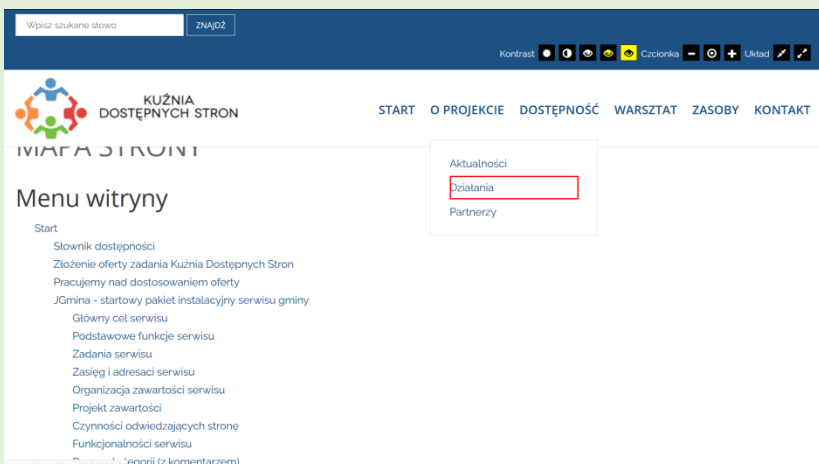 Wpisz szukane słowo
ZNAJDŹ
Kontrast
Czcionka
Układ
KUŹNIA
DOSTĘPNYCH STRON
START O PROJEKCIE DOSTĘPNOŚĆ WARSZTAT ZASOBY KONTAKT
MAPA STRONY
Aktualności
Działania
Partnerzy
Menu witryny
Start
Słownik dostępności
Złożenie oferty zadania Kuźnia Dostępnych Stron
Pracujemy nad dostosowaniem oferty
JGmina - startowy pakiet instalacyjny serwisu gminy
Główny cel serwisu
Podstawowe funkcje serwisu
Zadania serwisu
Zasięg i adresaci serwisu
Organizacja zawartości serwisu
Projekt zawartości
Czynności odwiedzających stronę
Funkcjonalności serwisu
(z komentarzem)